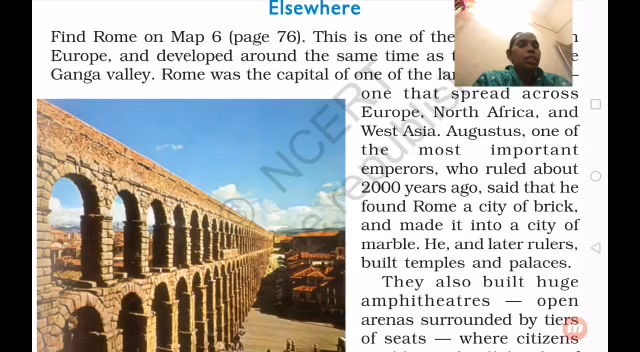 Elsewhere
Find Rome on Map 6 (page 76). This is one of the
Europe, and developed around the same time as
Ganga valley. Rome was the capital of one of the
one that spread across
Europe, North Africa, and
West Asia. Augustus, one of
the most important
emperors, who ruled about
2000 years ago, said that he
found Rome a city of brick,
and made it into a city of
marble. He, and later rulers,
built temples and palaces.
They also built huge
amphitheatres — open
arenas surrounded by tiers
of seats — where citizens
© NCERT